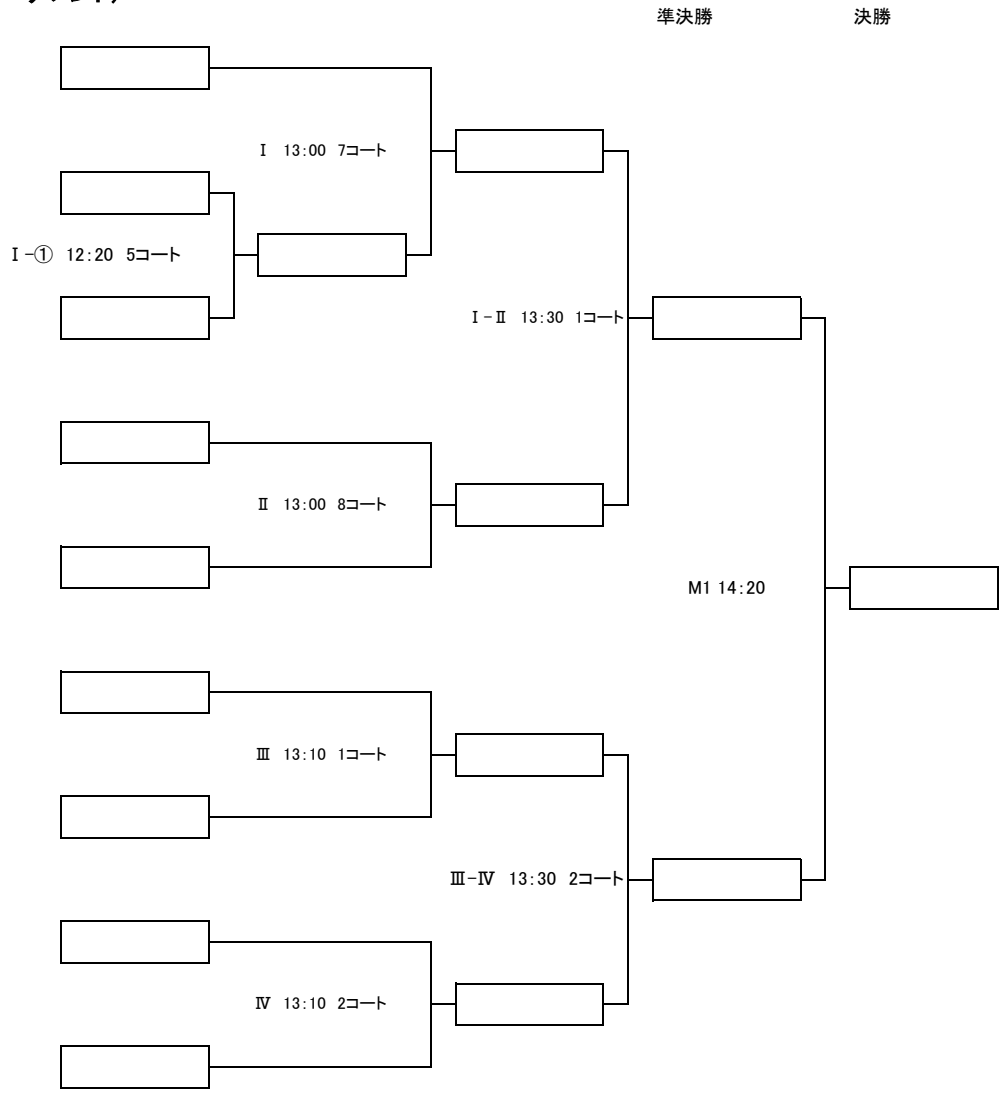 準決勝 決勝
Ⅰ 13:00 7コート
Ⅰ-① 12:20 5コート
Ⅰ-Ⅱ 13:30 1コート
Ⅱ 13:00 8コート
M1 14:20
Ⅲ 13:10 1コート
Ⅲ-Ⅳ 13:30 2コート
Ⅳ 13:10 2コート